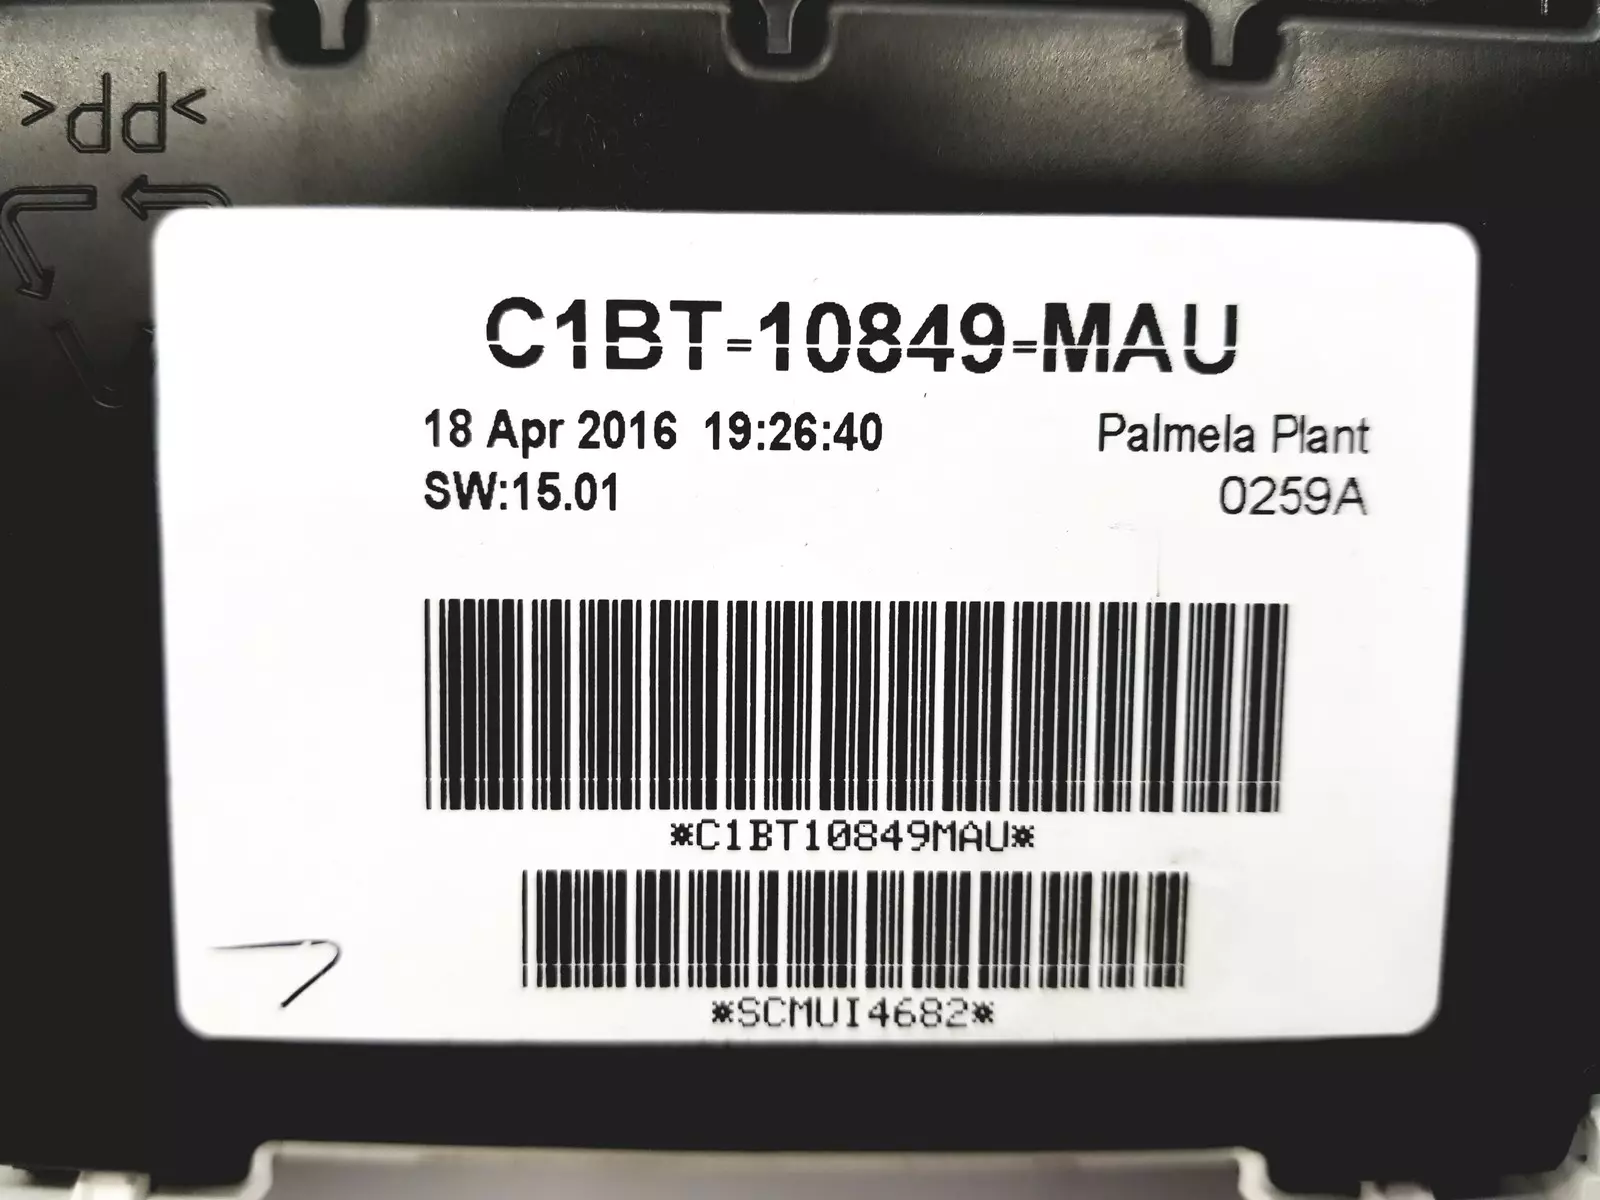 >PP<
C1BT-10849-MAU
18 Apr 2016 19:26:40
Palmela Plant
SW:15.01
0259A
*C1BT10849MAU*
*SCMUI4682*